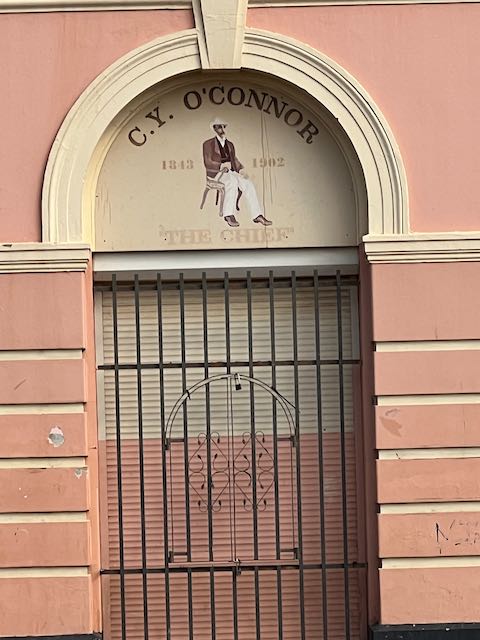 C.Y. O'CONNOR
1843 1902
"THE CHIEF"